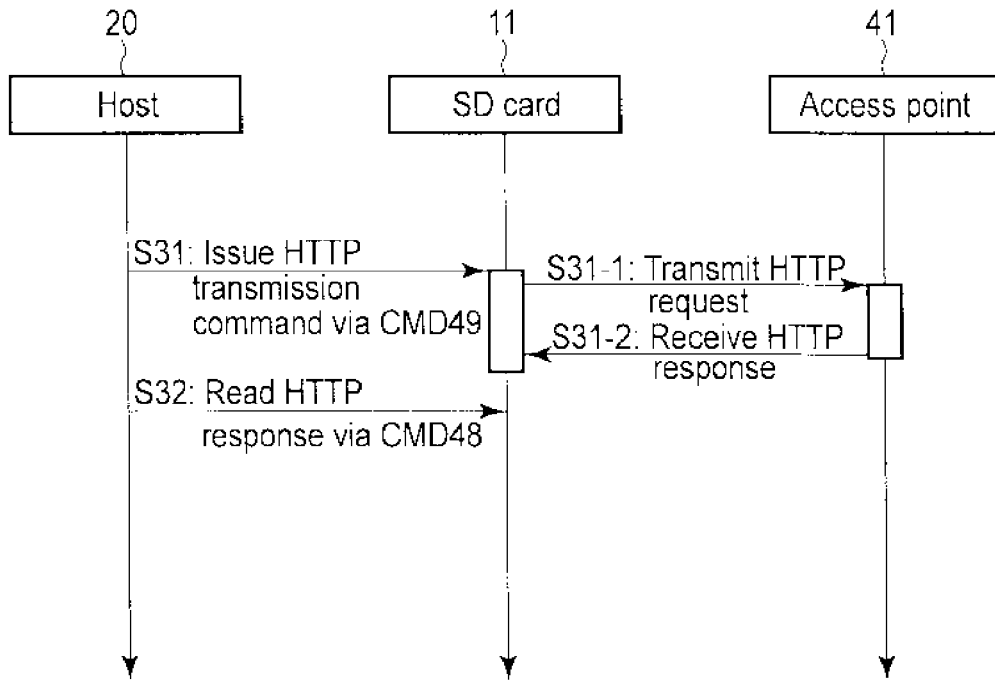 20
11
41
Host
SD card
Access point
S31: Issue HTTP
transmission
command via CMD49
S31-1: Transmit HTTP
request
S31-2: Receive HTTP
response
S32: Read HTTP
response via CMD48